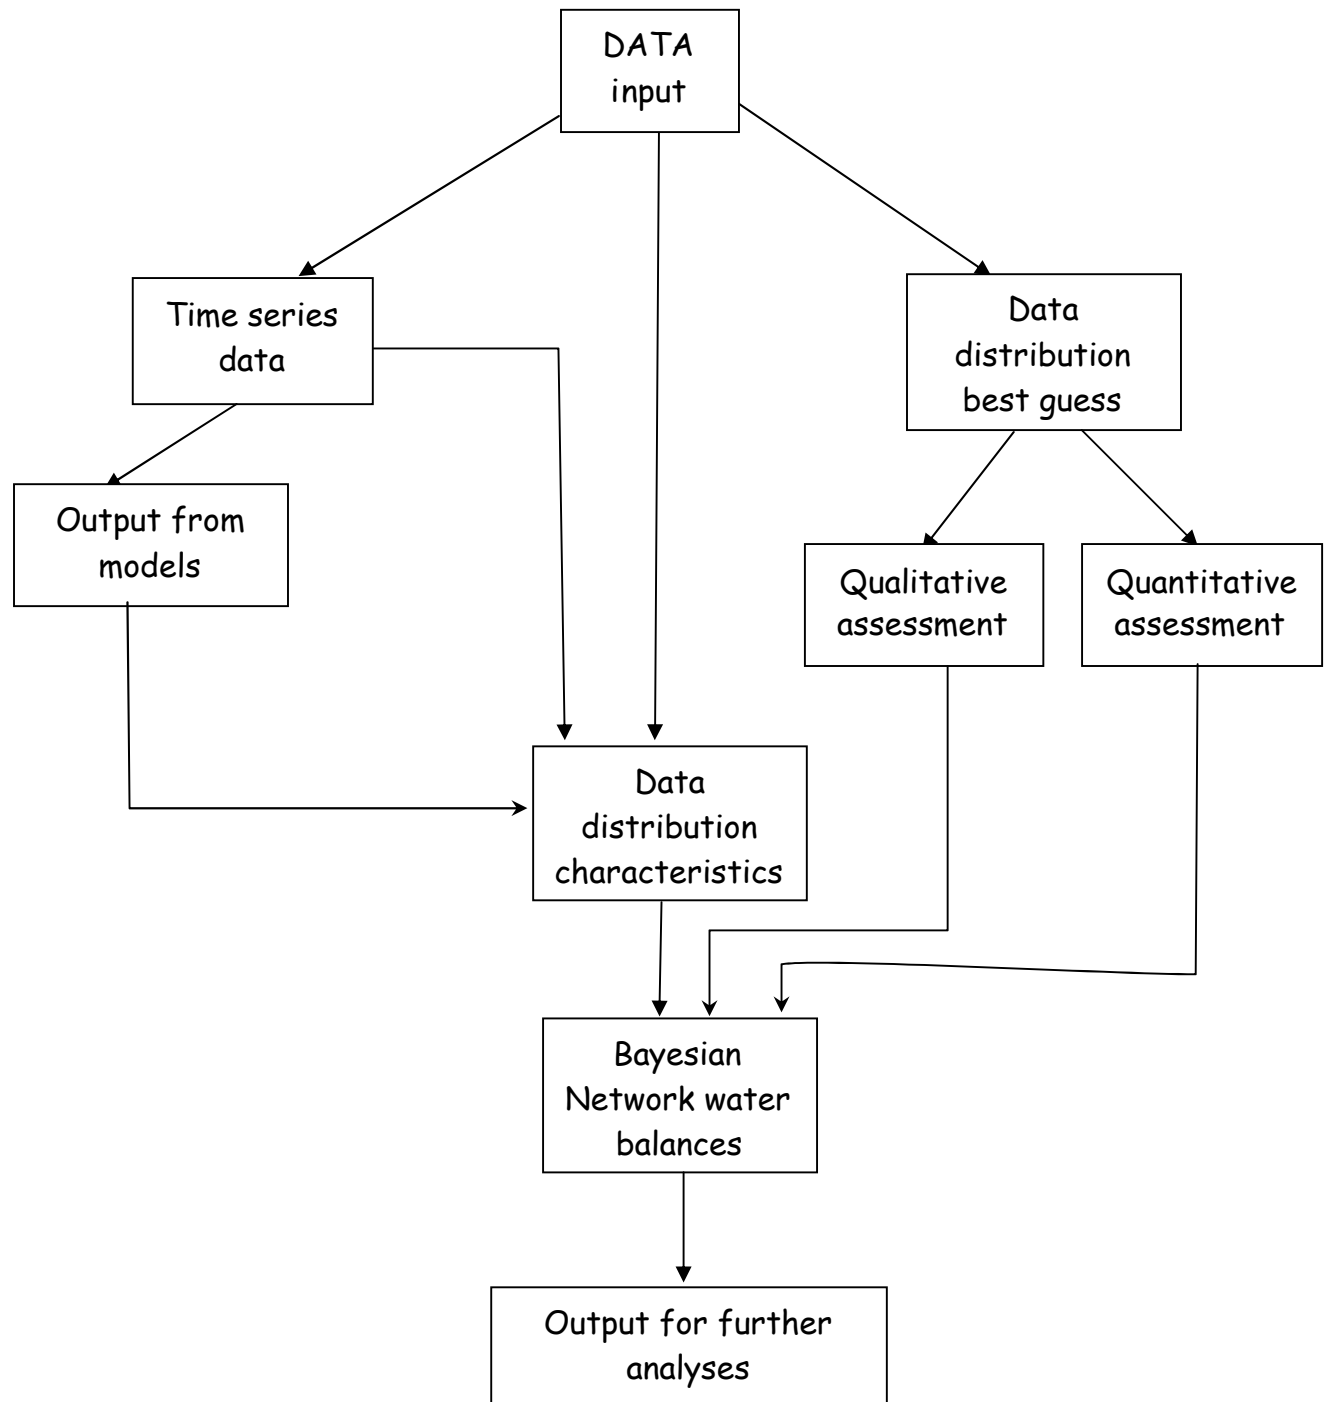 DATA
input
Time series
data
Data
distribution
best guess
Output from
models
Qualitative
assessment
Quantitative
assessment
Data
distribution
characteristics
Bayesian
Network water
balances
Output for further
analyses